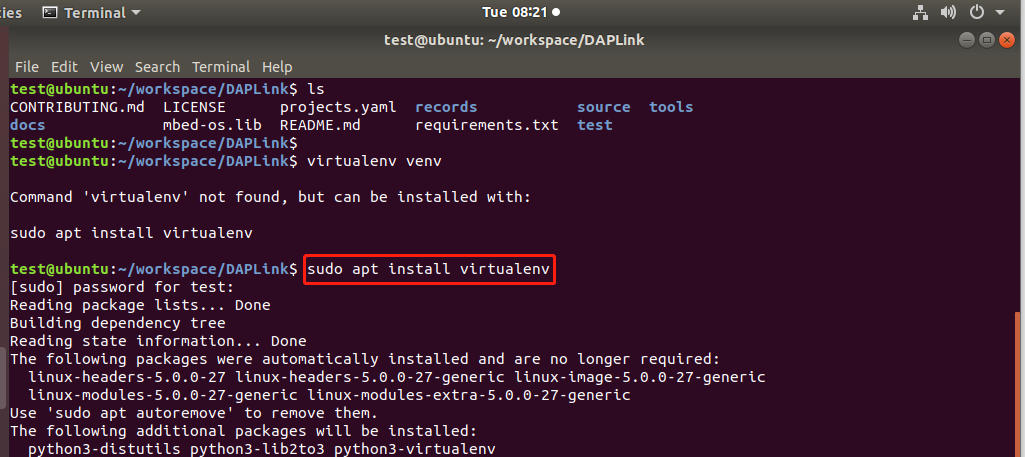 ies Terminal Tue 08:21
test@ubuntu: ~/workspace/DAPLink
File Edit View Search Terminal Help
test@ubuntu:~/workspace/DAPLink$ ls
CONTRIBUTING.md LICENSE projects.yaml records source tools
docs mbed-os.lib README.md requirements.txt test
test@ubuntu:~/workspace/DAPLink$
test@ubuntu:~/workspace/DAPLink$ virtualenv venv
Command 'virtualenv' not found, but can be installed with:
sudo apt install virtualenv
test@ubuntu:~/workspace/DAPLink$ sudo apt install virtualenv
[sudo] password for test:
Reading package lists... Done
Building dependency tree
Reading state information... Done
The following packages were automatically installed and are no longer required:
linux-headers-5.0.0-27 linux-headers-5.0.0-27-generic linux-image-5.0.0-27-generic
linux-modules-5.0.0-27-generic linux-modules-extra-5.0.0-27-generic
Use 'sudo apt autoremove' to remove them.
The following additional packages will be installed:
python3-distutils python3-lib2to3 python3-virtualenv